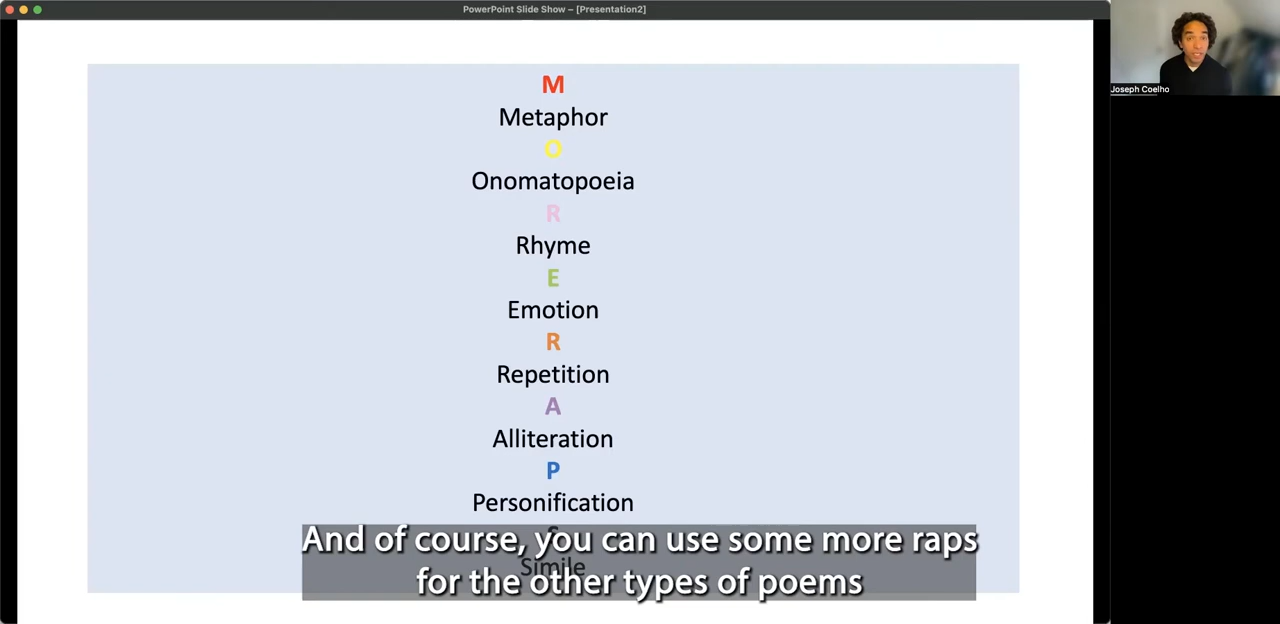 PowerPoint Slide Show – [Presentation2]
M
Metaphor
O
Onomatopoeia
R
Rhyme
E
Emotion
R
Repetition
A
Alliteration
P
Personification
S
Simile
And of course, you can use some more raps
for the other types of poems
Joseph Coelho